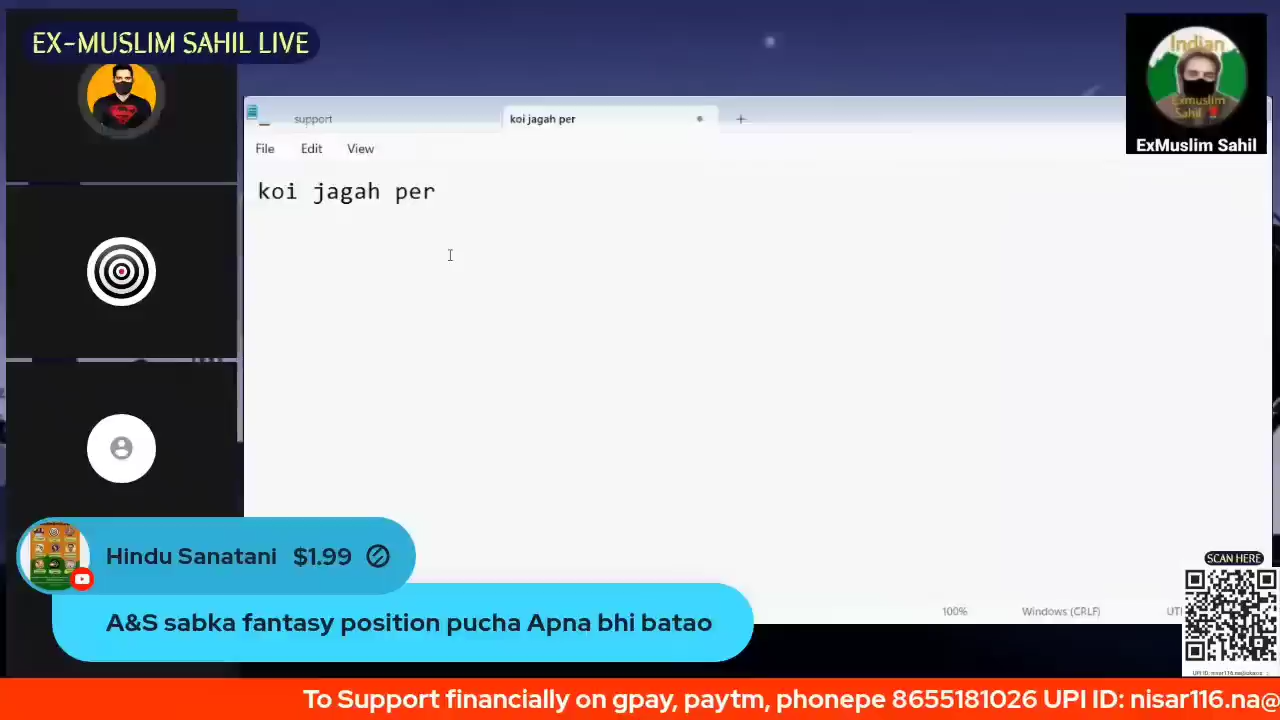 EX-MUSLIM SAHIL LIVE
Indian
Exmuslim
Sahil
ExMuslim Sahil
support
koi jagah per
File Edit View
koi jagah per
Hindu Sanatani $1.99
A&S sabka fantasy position pucha Apna bhi batao
SCAN HERE
100% Windows (CRLF)
To Support financially on gpay, paytm, phonepe 8655181026 UPI ID: nisar116.na@